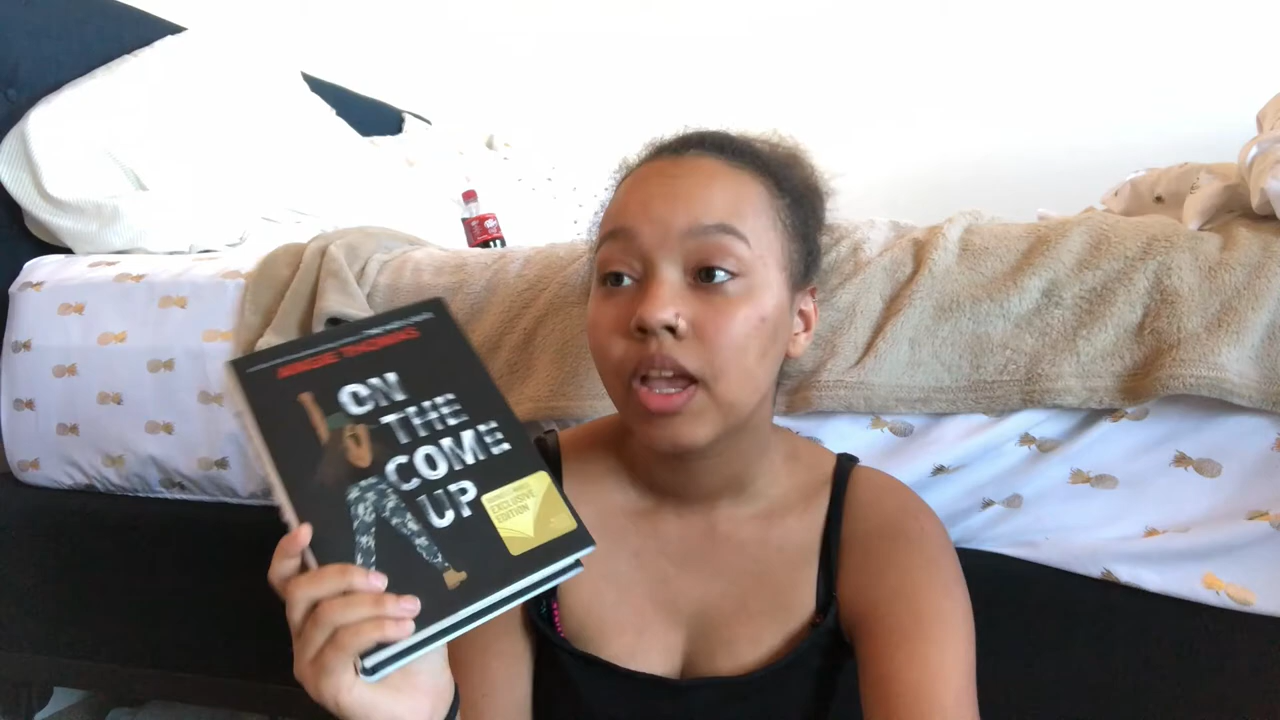 ANGIE THOMAS
ON
THE
COME
UP
EXCLUSIVE
EDITION